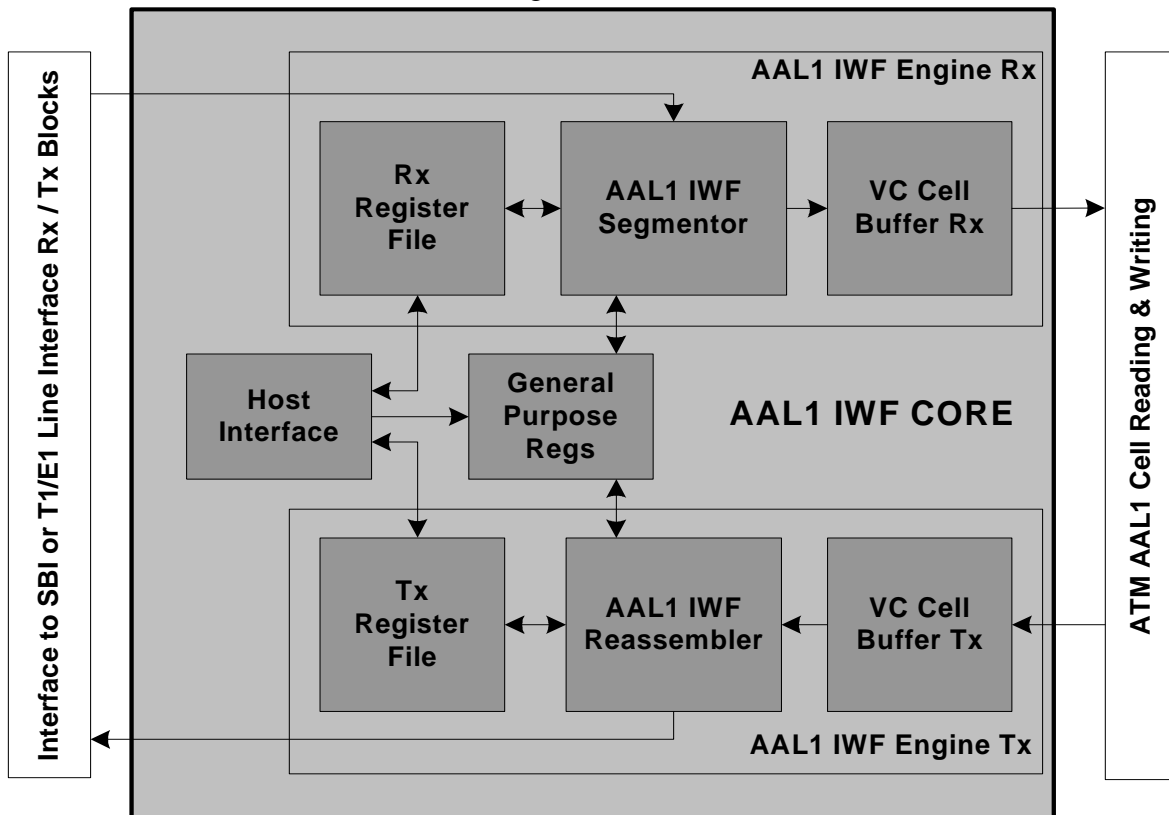 Interface to SBI or T1/E1 Line Interface Rx / Tx Blocks
AAL1 IWF Engine Rx
Rx
Register
File
AAL1 IWF
Segmentor
VC Cell
Buffer Rx
Host
Interface
General
Purpose
Regs
AAL1 IWF CORE
Tx
Register
File
AAL1 IWF
Reassembler
VC Cell
Buffer Tx
AAL1 IWF Engine Tx
ATM AAL1 Cell Reading & Writing